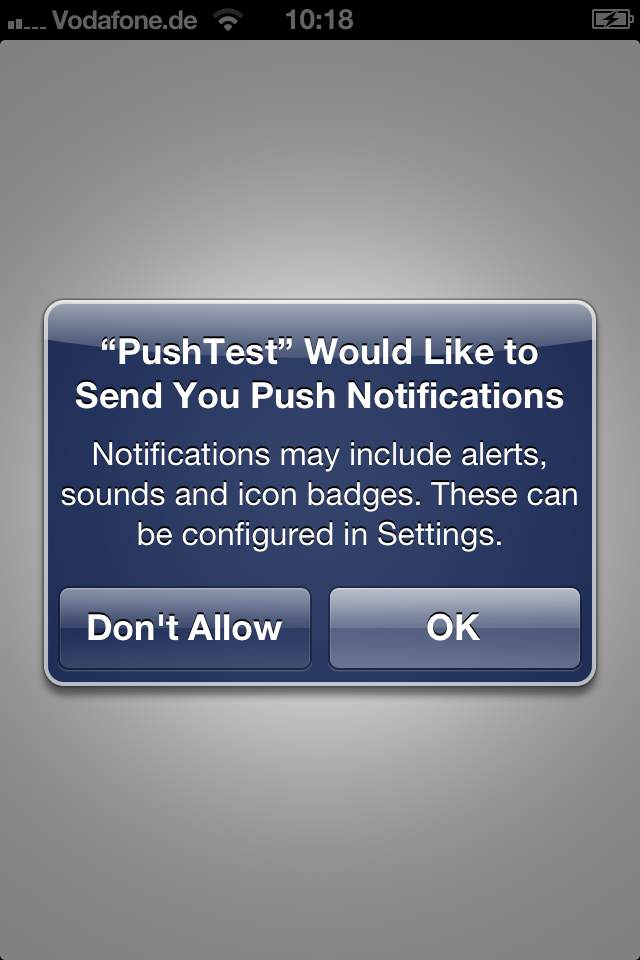 Vodafone.de 10:18
“PushTest” Would Like to
Send You Push Notifications
Notifications may include alerts,
sounds and icon badges. These can
be configured in Settings.
Don't Allow OK